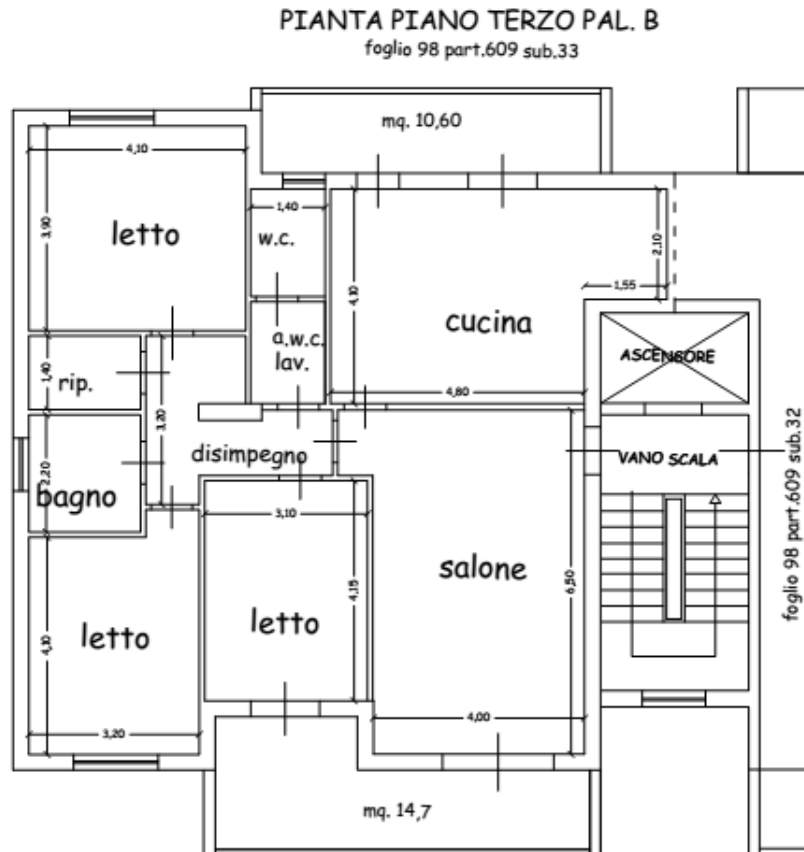 PIANTA PIANO TERZO PAL. B
foglio 98 part.609 sub.33
mq. 10,60
4,10
3,90
letto
1,40
w.c.
4,10
2,10
1,55
cucina
a.w.c.
lav.
4,80
ASCENSORE
rip.
1,40
3,20
disimpegno
VANO SCALA
foglio 98 part.609 sub.32
2,20
bagno
3,10
4,15
letto
salone
6,50
4,10
letto
3,20
4,00
mq. 14,7